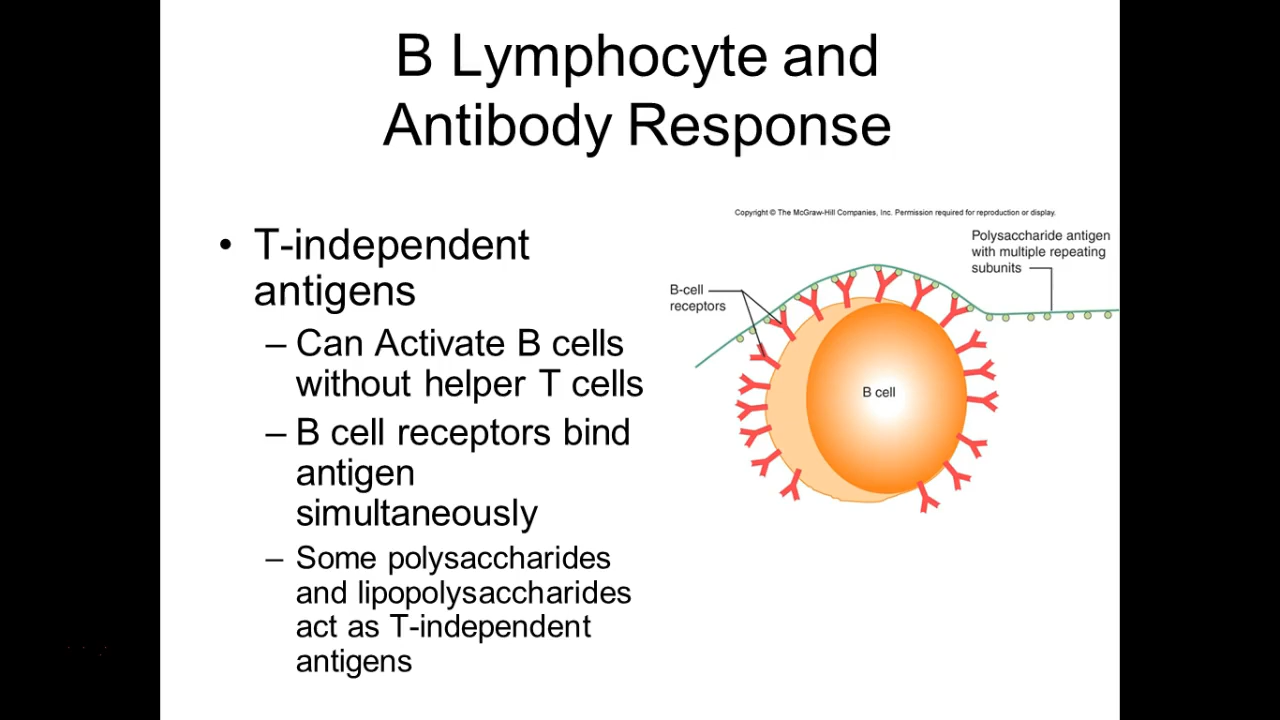 B Lymphocyte and
Antibody Response
• T-independent
antigens
– Can Activate B cells
without helper T cells
– B cell receptors bind
antigen
simultaneously
– Some polysaccharides
and lipopolysaccharides
act as T-independent
antigens
Copyright © The McGraw-Hill Companies, Inc. Permission required for reproduction or display.
Polysaccharide antigen
with multiple repeating
subunits
B-cell
receptors
B cell